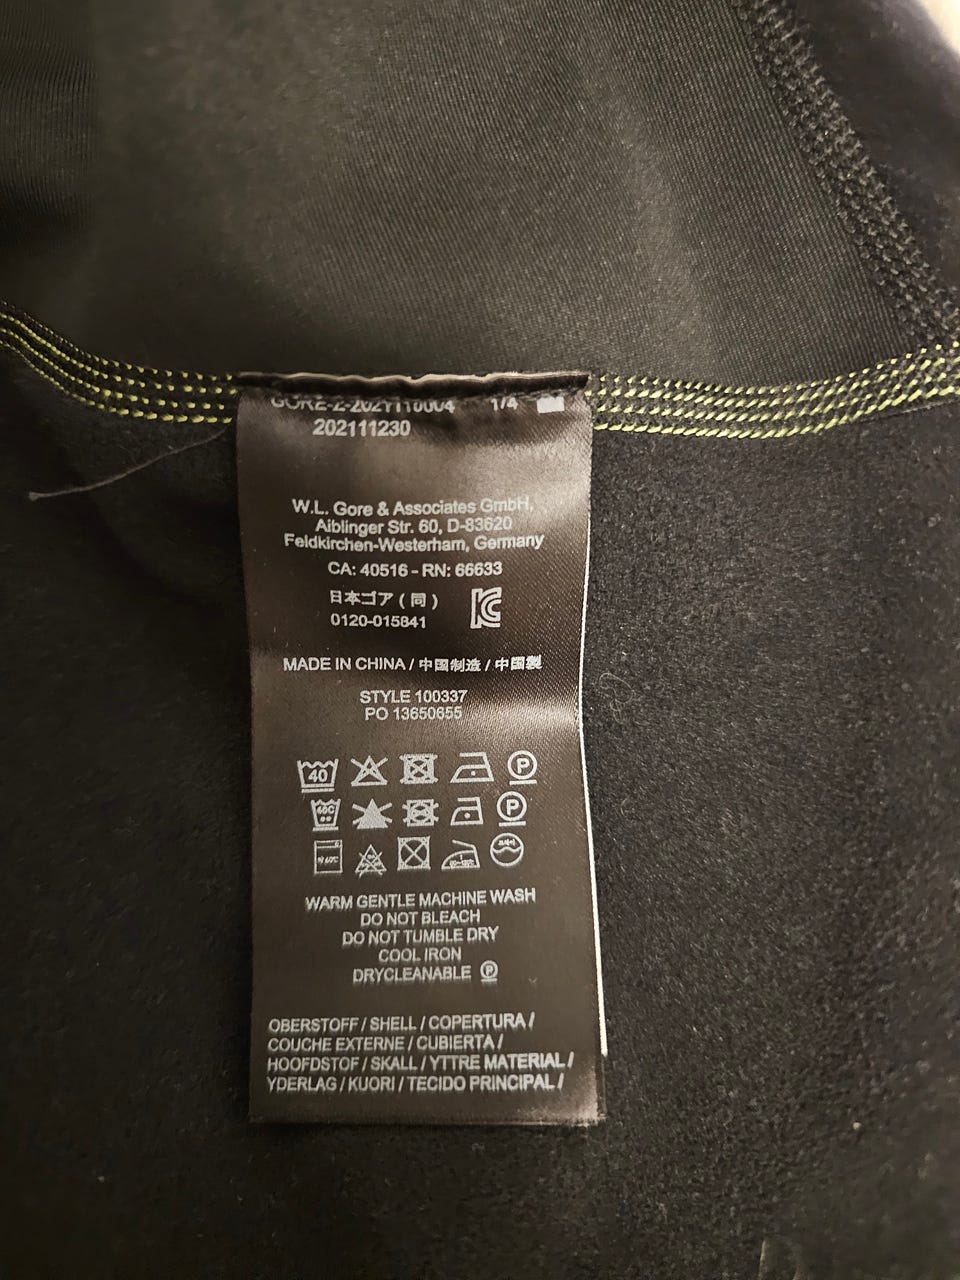 GORE-2-2021110004 1/4
202111230
W.L. Gore & Associates GmbH,
Aiblinger Str. 60, D-83620
Feldkirchen-Westerham, Germany
CA: 40516 - RN: 66633
日本ゴア ( 同 )
0120-015841
MADE IN CHINA / 中国制造 / 中国製
STYLE 100337
PO 13650655
40 P
40C P
WARM GENTLE MACHINE WASH
DO NOT BLEACH
DO NOT TUMBLE DRY
COOL IRON
DRYCLEANABLE P
OBERSTOFF / SHELL / COPERTURA /
COUCHE EXTERNE / CUBIERTA /
HOOFDSTOF / SKALL / YTTRE MATERIAL /
YDERLAG / KUORI / TECIDO PRINCIPAL /